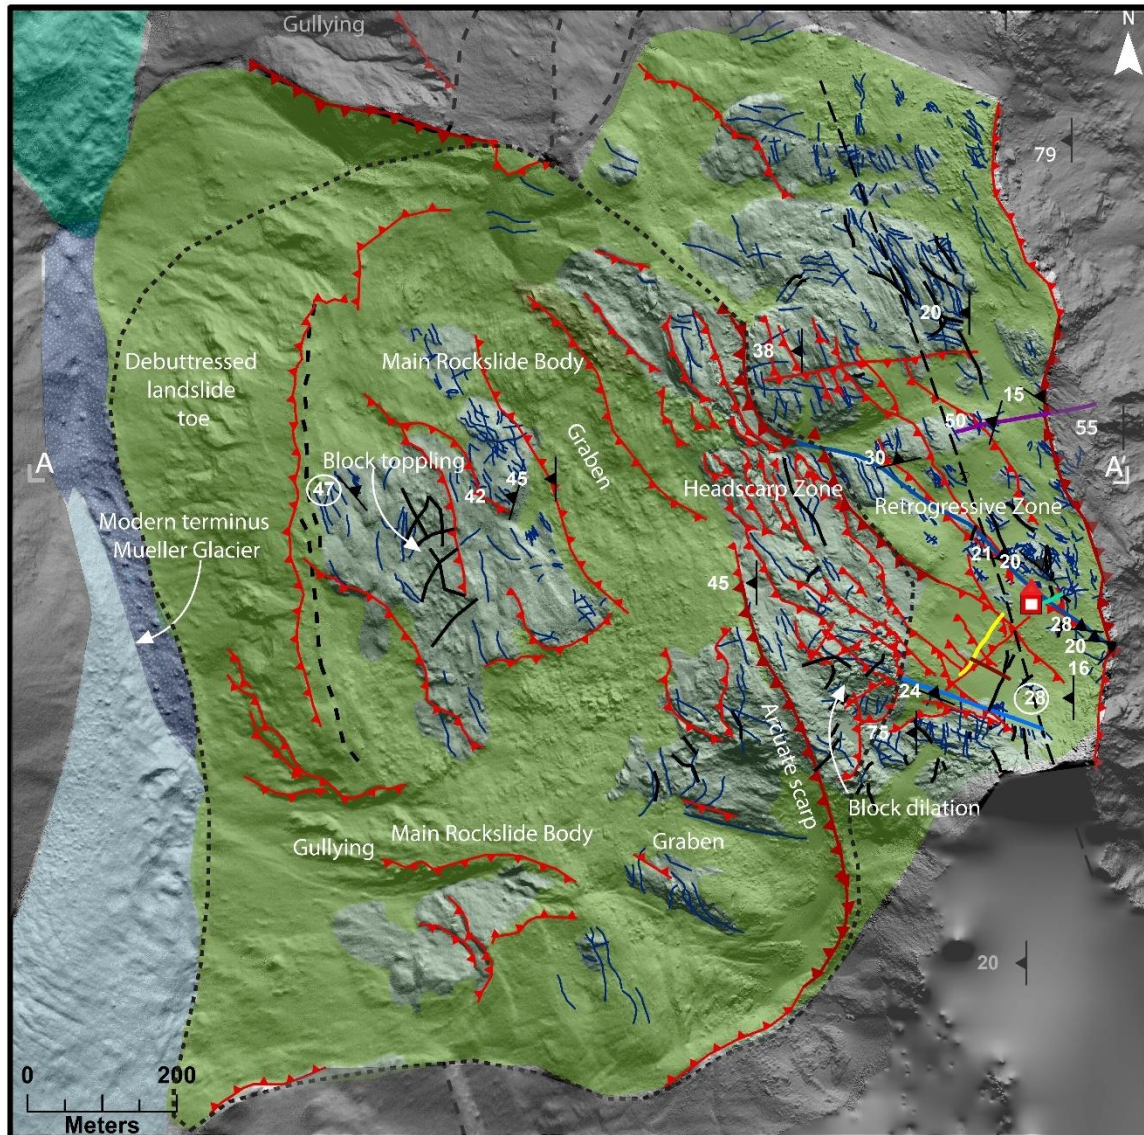 Gullying
N
79
20
38
15
50
55
Main Rockslide Body
Debuttressed
landslide
toe
Graben
Block toppling
30
A
A'
47
42
45
Headscarp Zone
Retrogressive Zone
Modern terminus
Mueller Glacier
21
20
45
28
20
16
24
28
75
Arcuate scarp
Block dilation
Main Rockslide Body
Gullying
Graben
20
0
200
Meters